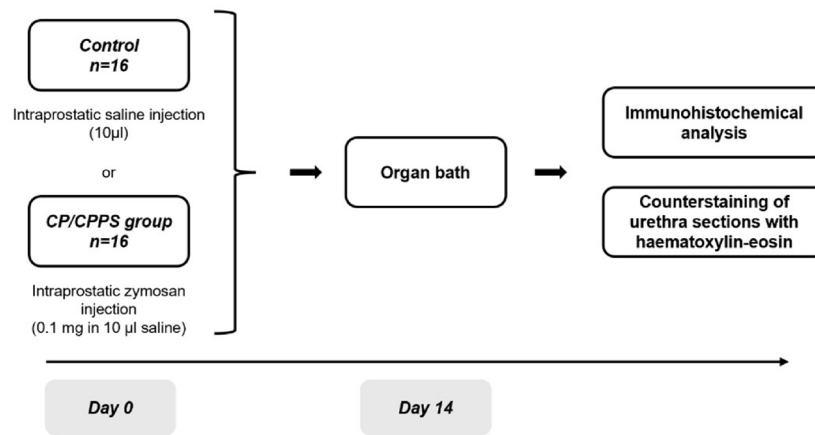 Control
n=16
Intraprostatic saline injection
(10µl)
or
CP/CPPS group
n=16
Intraprostatic zymosan
injection
(0.1 mg in 10 µl saline)
Organ bath
Immunohistochemical
analysis
Counterstaining of
urethra sections with
haematoxylin-eosin
Day 0
Day 14